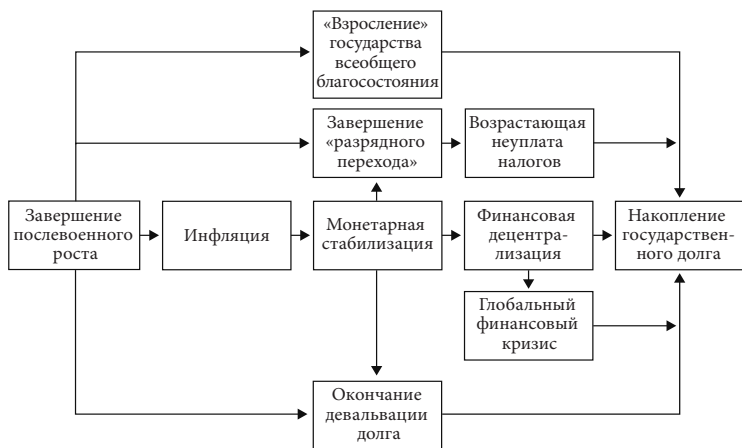 «Взросление»
государства
всеобщего
благосостояния
Завершение
«разрядного
перехода»
Возрастающая
неуплата
налогов
Завершение
послевоенного
роста
Инфляция
Монетарная
стабилизация
Финансовая
децентра-
лизация
Накопление
государствен-
ного долга
Глобальный
финансовый
кризис
Окончание
девальвации
долга